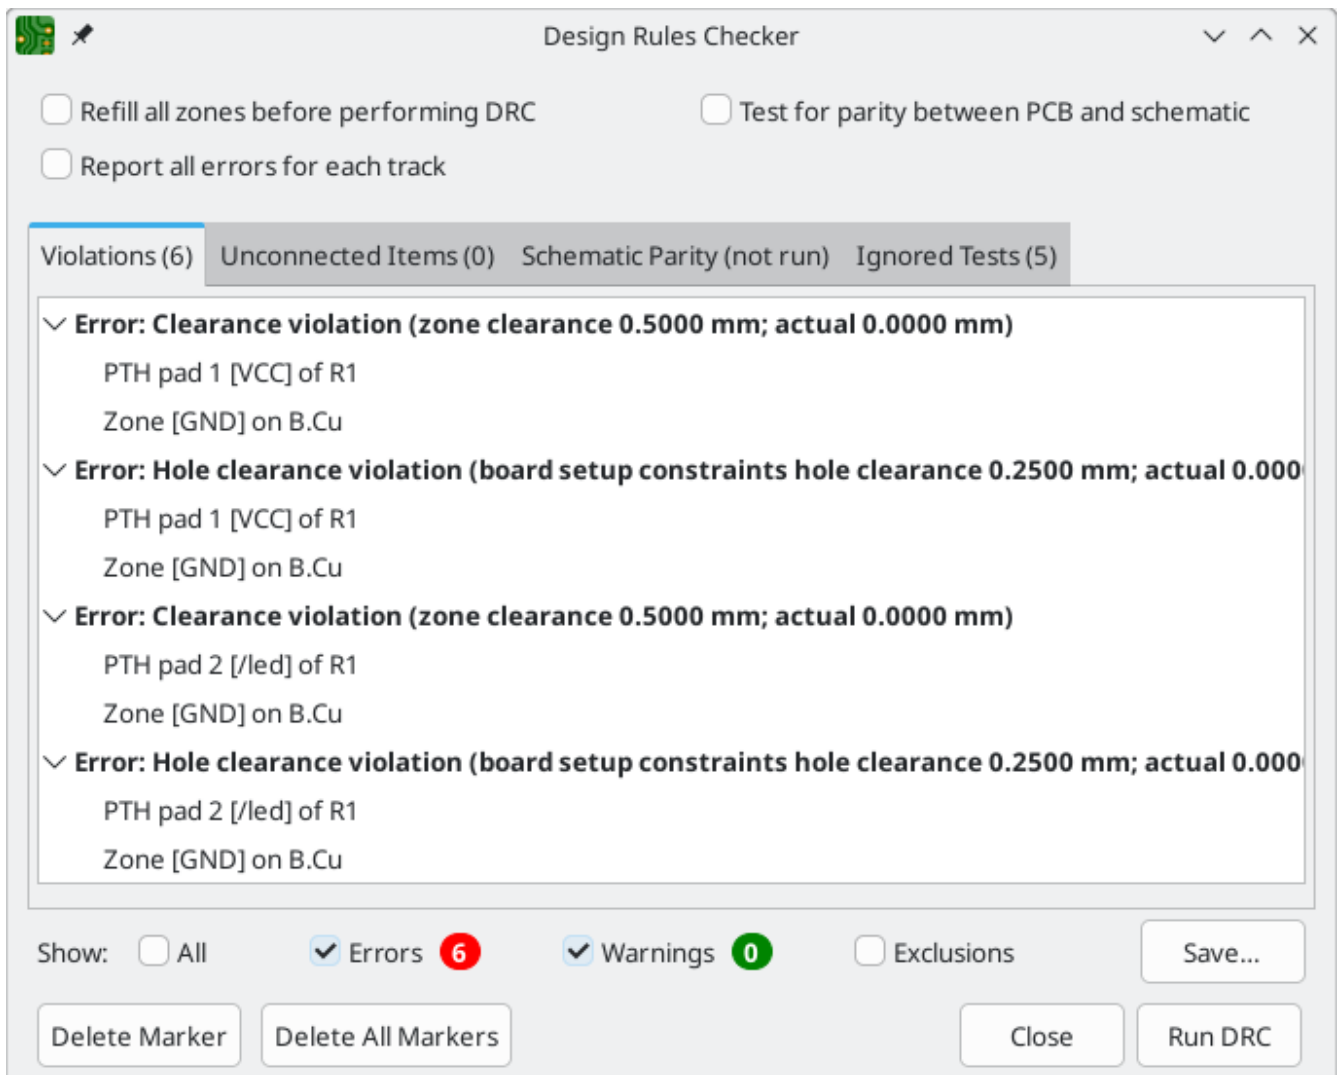 Design Rules Checker
Refill all zones before performing DRC
Test for parity between PCB and schematic
Report all errors for each track
Violations (6)
Unconnected Items (0)
Schematic Parity (not run)
Ignored Tests (5)
Error: Clearance violation (zone clearance 0.5000 mm; actual 0.0000 mm)
PTH pad 1 [VCC] of R1
Zone [GND] on B.Cu
Error: Hole clearance violation (board setup constraints hole clearance 0.2500 mm; actual 0.000
PTH pad 1 [VCC] of R1
Zone [GND] on B.Cu
Error: Clearance violation (zone clearance 0.5000 mm; actual 0.0000 mm)
PTH pad 2 [/led] of R1
Zone [GND] on B.Cu
Error: Hole clearance violation (board setup constraints hole clearance 0.2500 mm; actual 0.000
PTH pad 2 [/led] of R1
Zone [GND] on B.Cu
Show:
All
Errors 6
Warnings 0
Exclusions
Save...
Delete Marker
Delete All Markers
Close
Run DRC